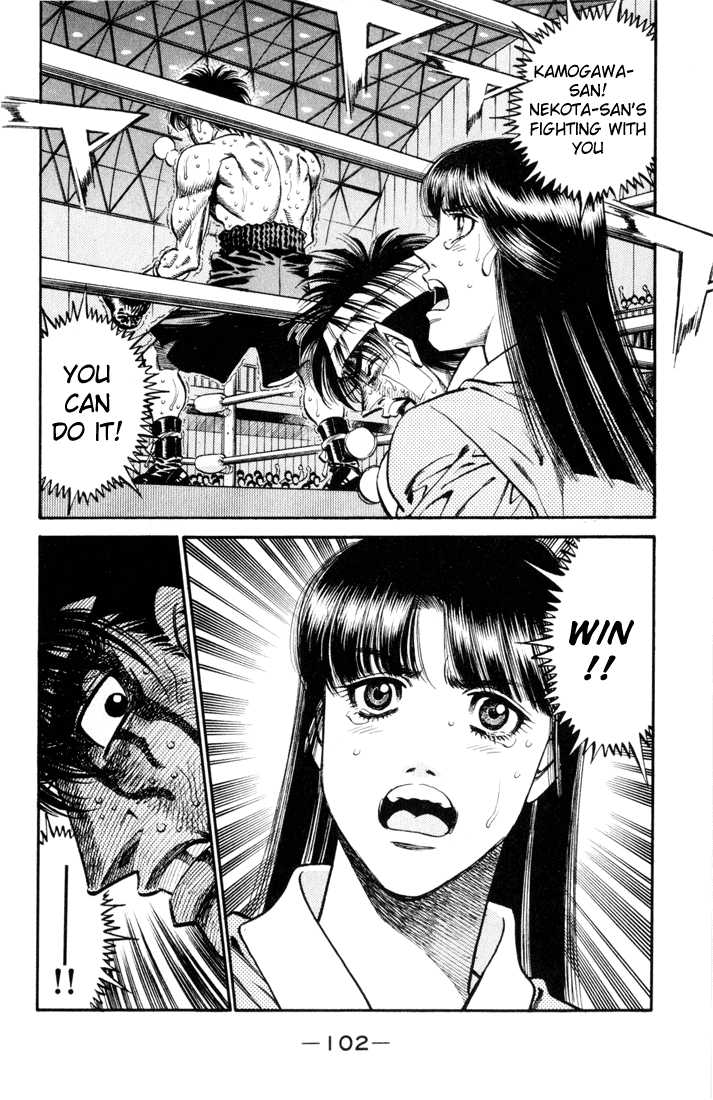 KAMOGAWA-
SAN!
NEKOTA-SAN'S
FIGHTING WITH
YOU
YOU
CAN
DO IT!
WIN
!!
—!!
—102—